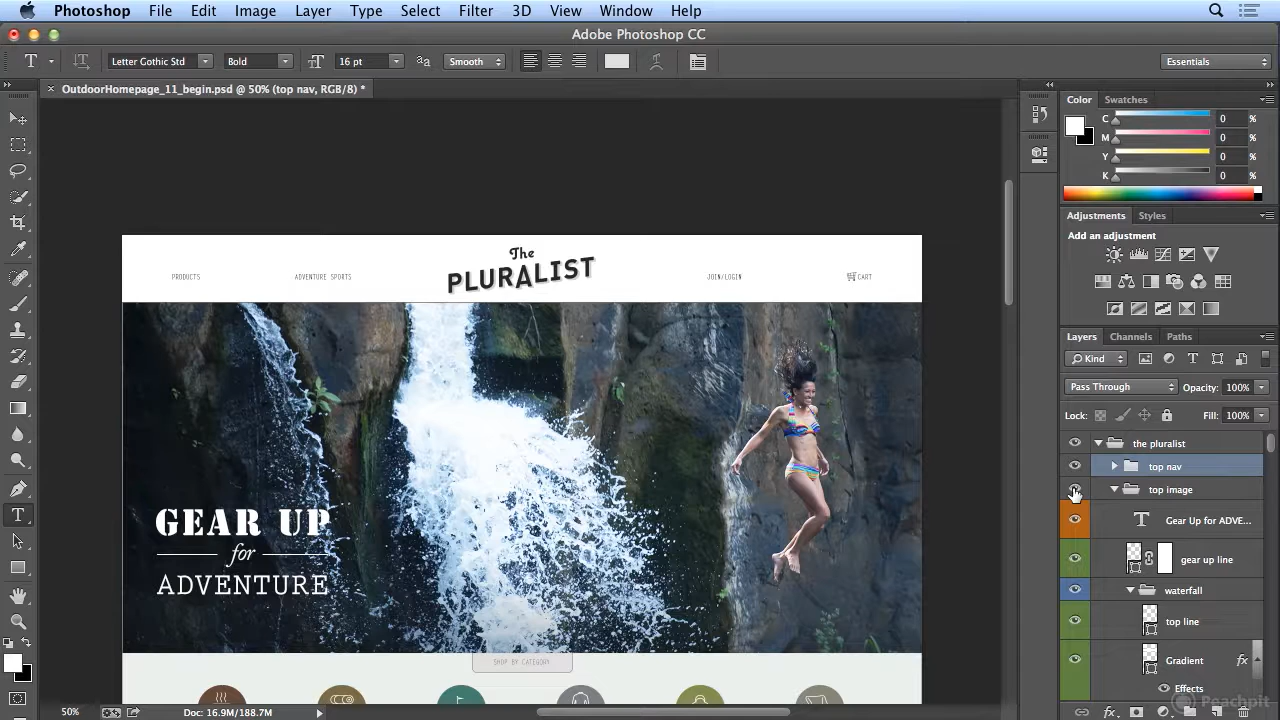 Photoshop File Edit Image Layer Type Select Filter 3D View Window Help
Adobe Photoshop CC
T Letter Gothic Std Bold 16 pt Smooth Essentials
OutdoorHomepage_11_begin.psd @ 50% (top nav, RGB/8) *
Color Swatches
C 0 %
M 0 %
Y 0 %
K 0 %
Adjustments Styles
Add an adjustment
The
PLURALIST
PRODUCTS ADVENTURE SPORTS JOIN/LOGIN CART
Layers Channels Paths
Kind
Pass Through Opacity: 100%
Lock: Fill: 100%
the pluralist
top nav
top image
T Gear Up for ADVE...
gear up line
waterfall
top line
Gradient fx
Effects
GEAR UP
for
ADVENTURE
SHOP BY CATEGORY
50% Doc: 16.9M/188.7M
fx
Peachpit